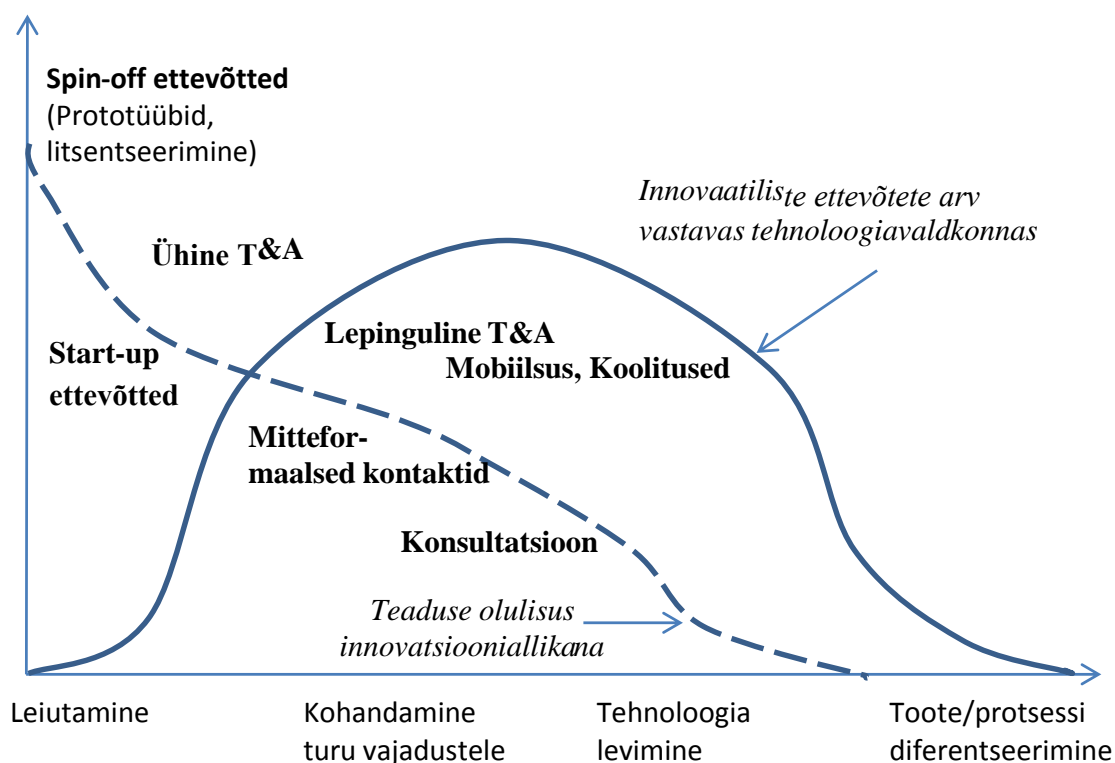 Spin-off ettevõtted
(Prototüübid,
litsentseerimine)
Innovaatiliste ettevõtete arv
vastavas tehnoloogiavaldkonnas
Ühine T&A
Lepinguline T&A
Mobiilsus, Koolitused
Start-up
ettevõtted
Mittefor-
maalsed kontaktid
Konsultatsioon
Teaduse olulisus
innovatsiooniallikana
Leiutamine
Kohandamine
turu vajadustele
Tehnoloogia
levimine
Toote/protsessi
diferentseerimine